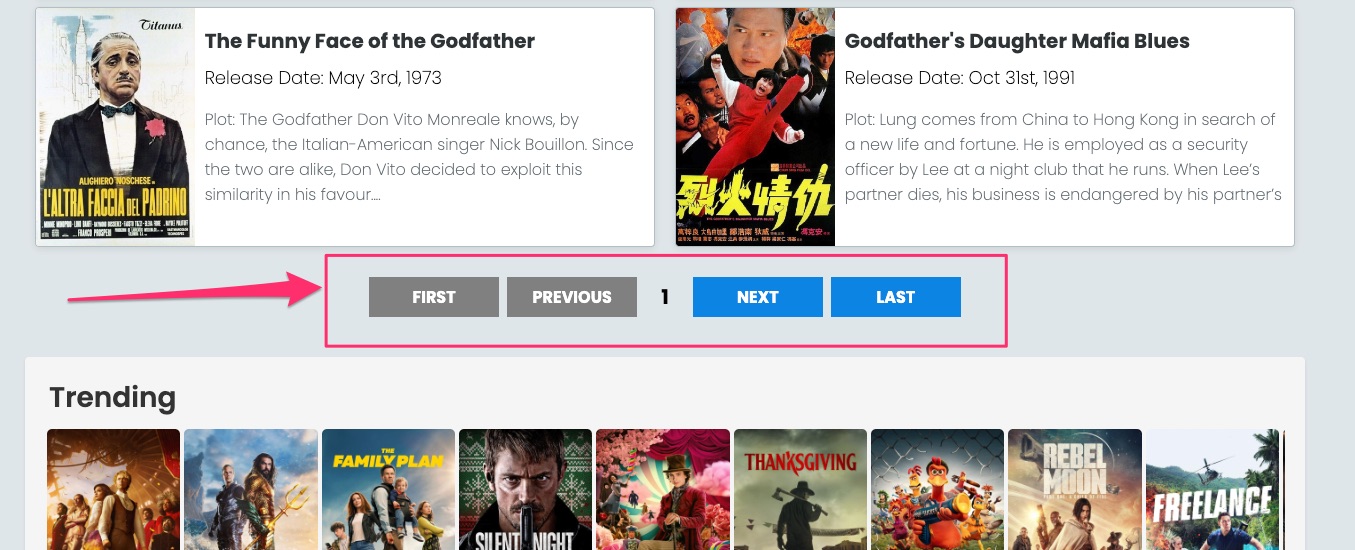 Titanus
The Funny Face of the Godfather
Release Date: May 3rd, 1973
Plot: The Godfather Don Vito Monreale knows, by
chance, the Italian-American singer Nick Bouillon. Since
the two are alike, Don Vito decided to exploit this
similarity in his favour....
ALIGHIERO NOSCHESE in
L'ALTRA FACCIA DEL PADRINO
FRANCO PROSPERI
Godfather's Daughter Mafia Blues
Release Date: Oct 31st, 1991
Plot: Lung comes from China to Hong Kong in search of
a new life and fortune. He is employed as a security
officer by Lee at a night club that he runs. When Lee's
partner dies, his business is endangered by his partner's
烈火情仇
FIRST
PREVIOUS
1
NEXT
LAST
Trending
THE
FAMILY PLAN
SILENT NIGHT
THANKSGIVING
REBEL
MOON
FREELANCE